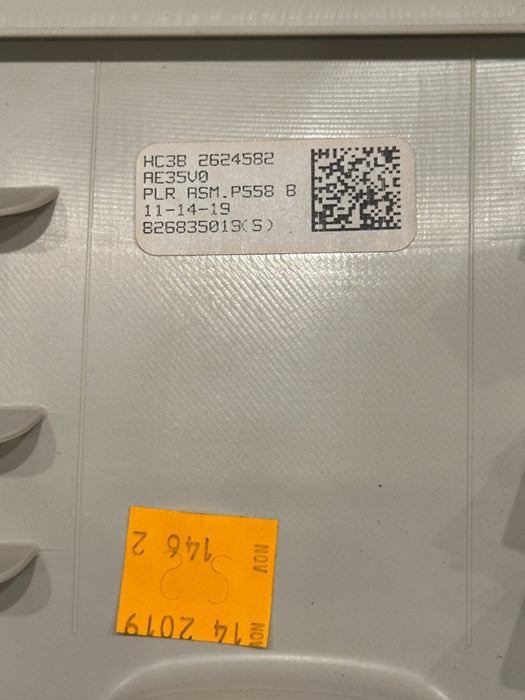 HC3B 2624582
AE35V0
PLR ASM.P558 B
11-14-19
826835019(S)
NOV 14 2019
146 2
NOV